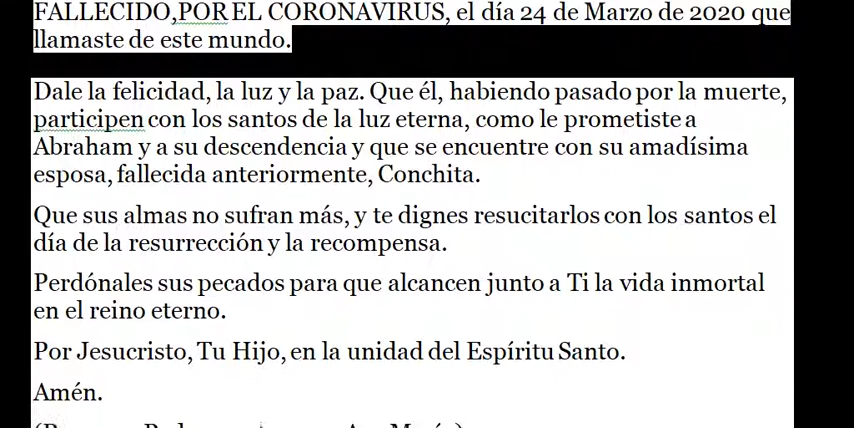 FALLECIDO,POR EL CORONAVIRUS, el día 24 de Marzo de 2020 que
llamaste de este mundo.
Dale la felicidad, la luz y la paz. Que él, habiendo pasado por la muerte,
participen con los santos de la luz eterna, como le prometiste a
Abraham y a su descendencia y que se encuentre con su amadísima
esposa, fallecida anteriormente, Conchita.
Que sus almas no sufran más, y te dignes resucitarlos con los santos el
día de la resurrección y la recompensa.
Perdónales sus pecados para que alcancen junto a Ti la vida inmortal
en el reino eterno.
Por Jesucristo, Tu Hijo, en la unidad del Espíritu Santo.
Amén.